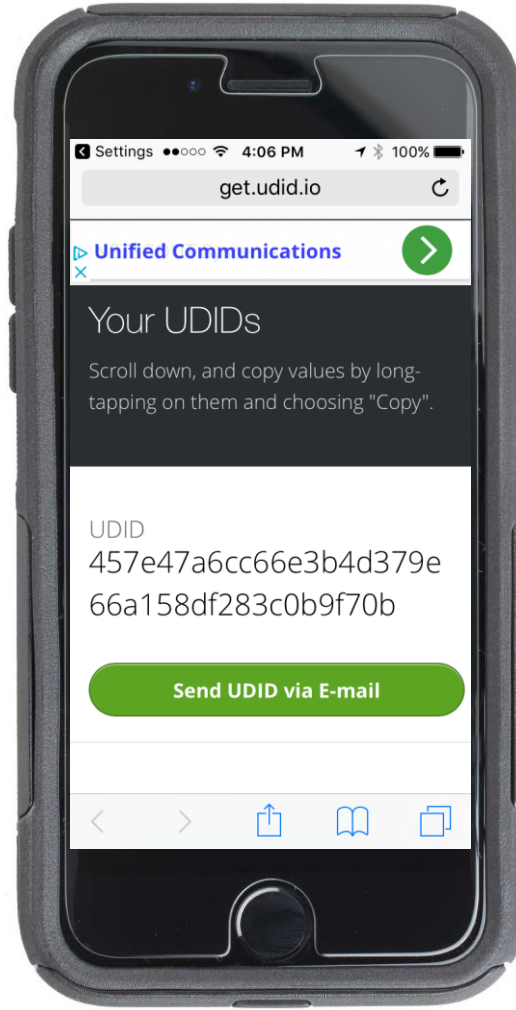 Settings 4:06 PM 100%
get.udid.io
Unified Communications
Your UDIDs
Scroll down, and copy values by long-
tapping on them and choosing "Copy".
UDID
457e47a6cc66e3b4d379e
66a158df283c0b9f70b
Send UDID via E-mail